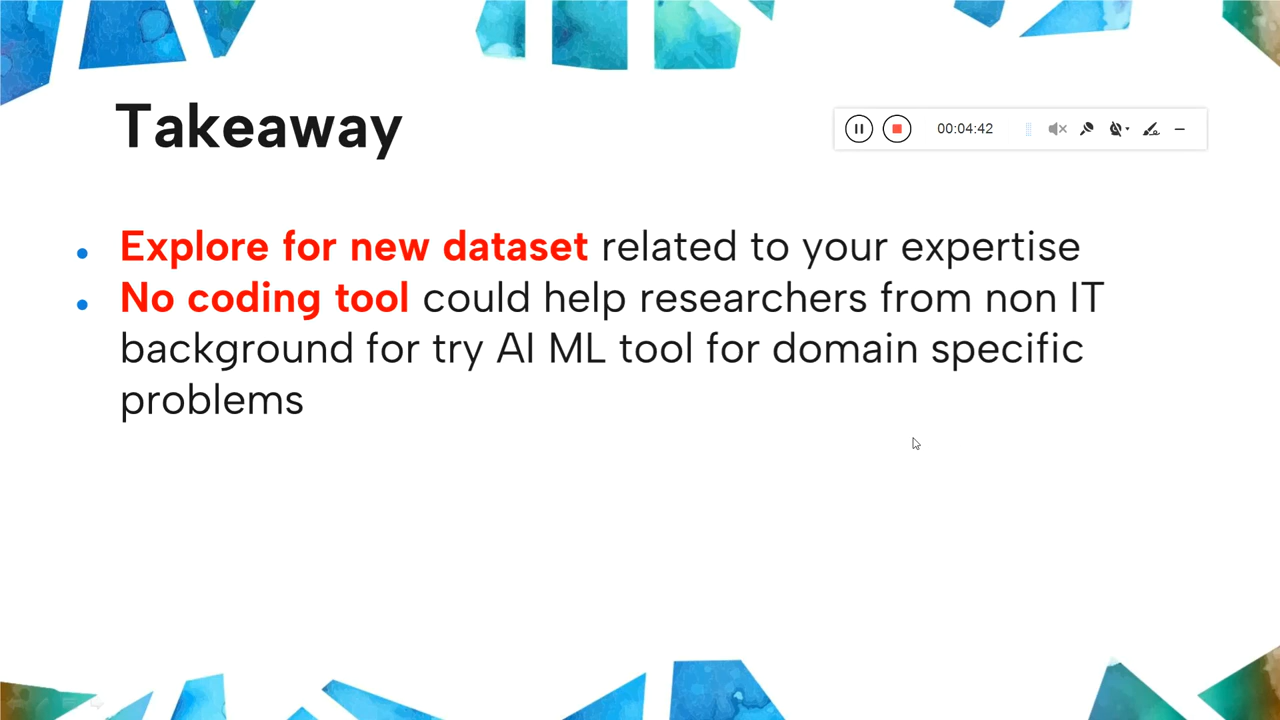 Takeaway
00:04:42
Explore for new dataset related to your expertise
No coding tool could help researchers from non IT
background for try AI ML tool for domain specific
problems